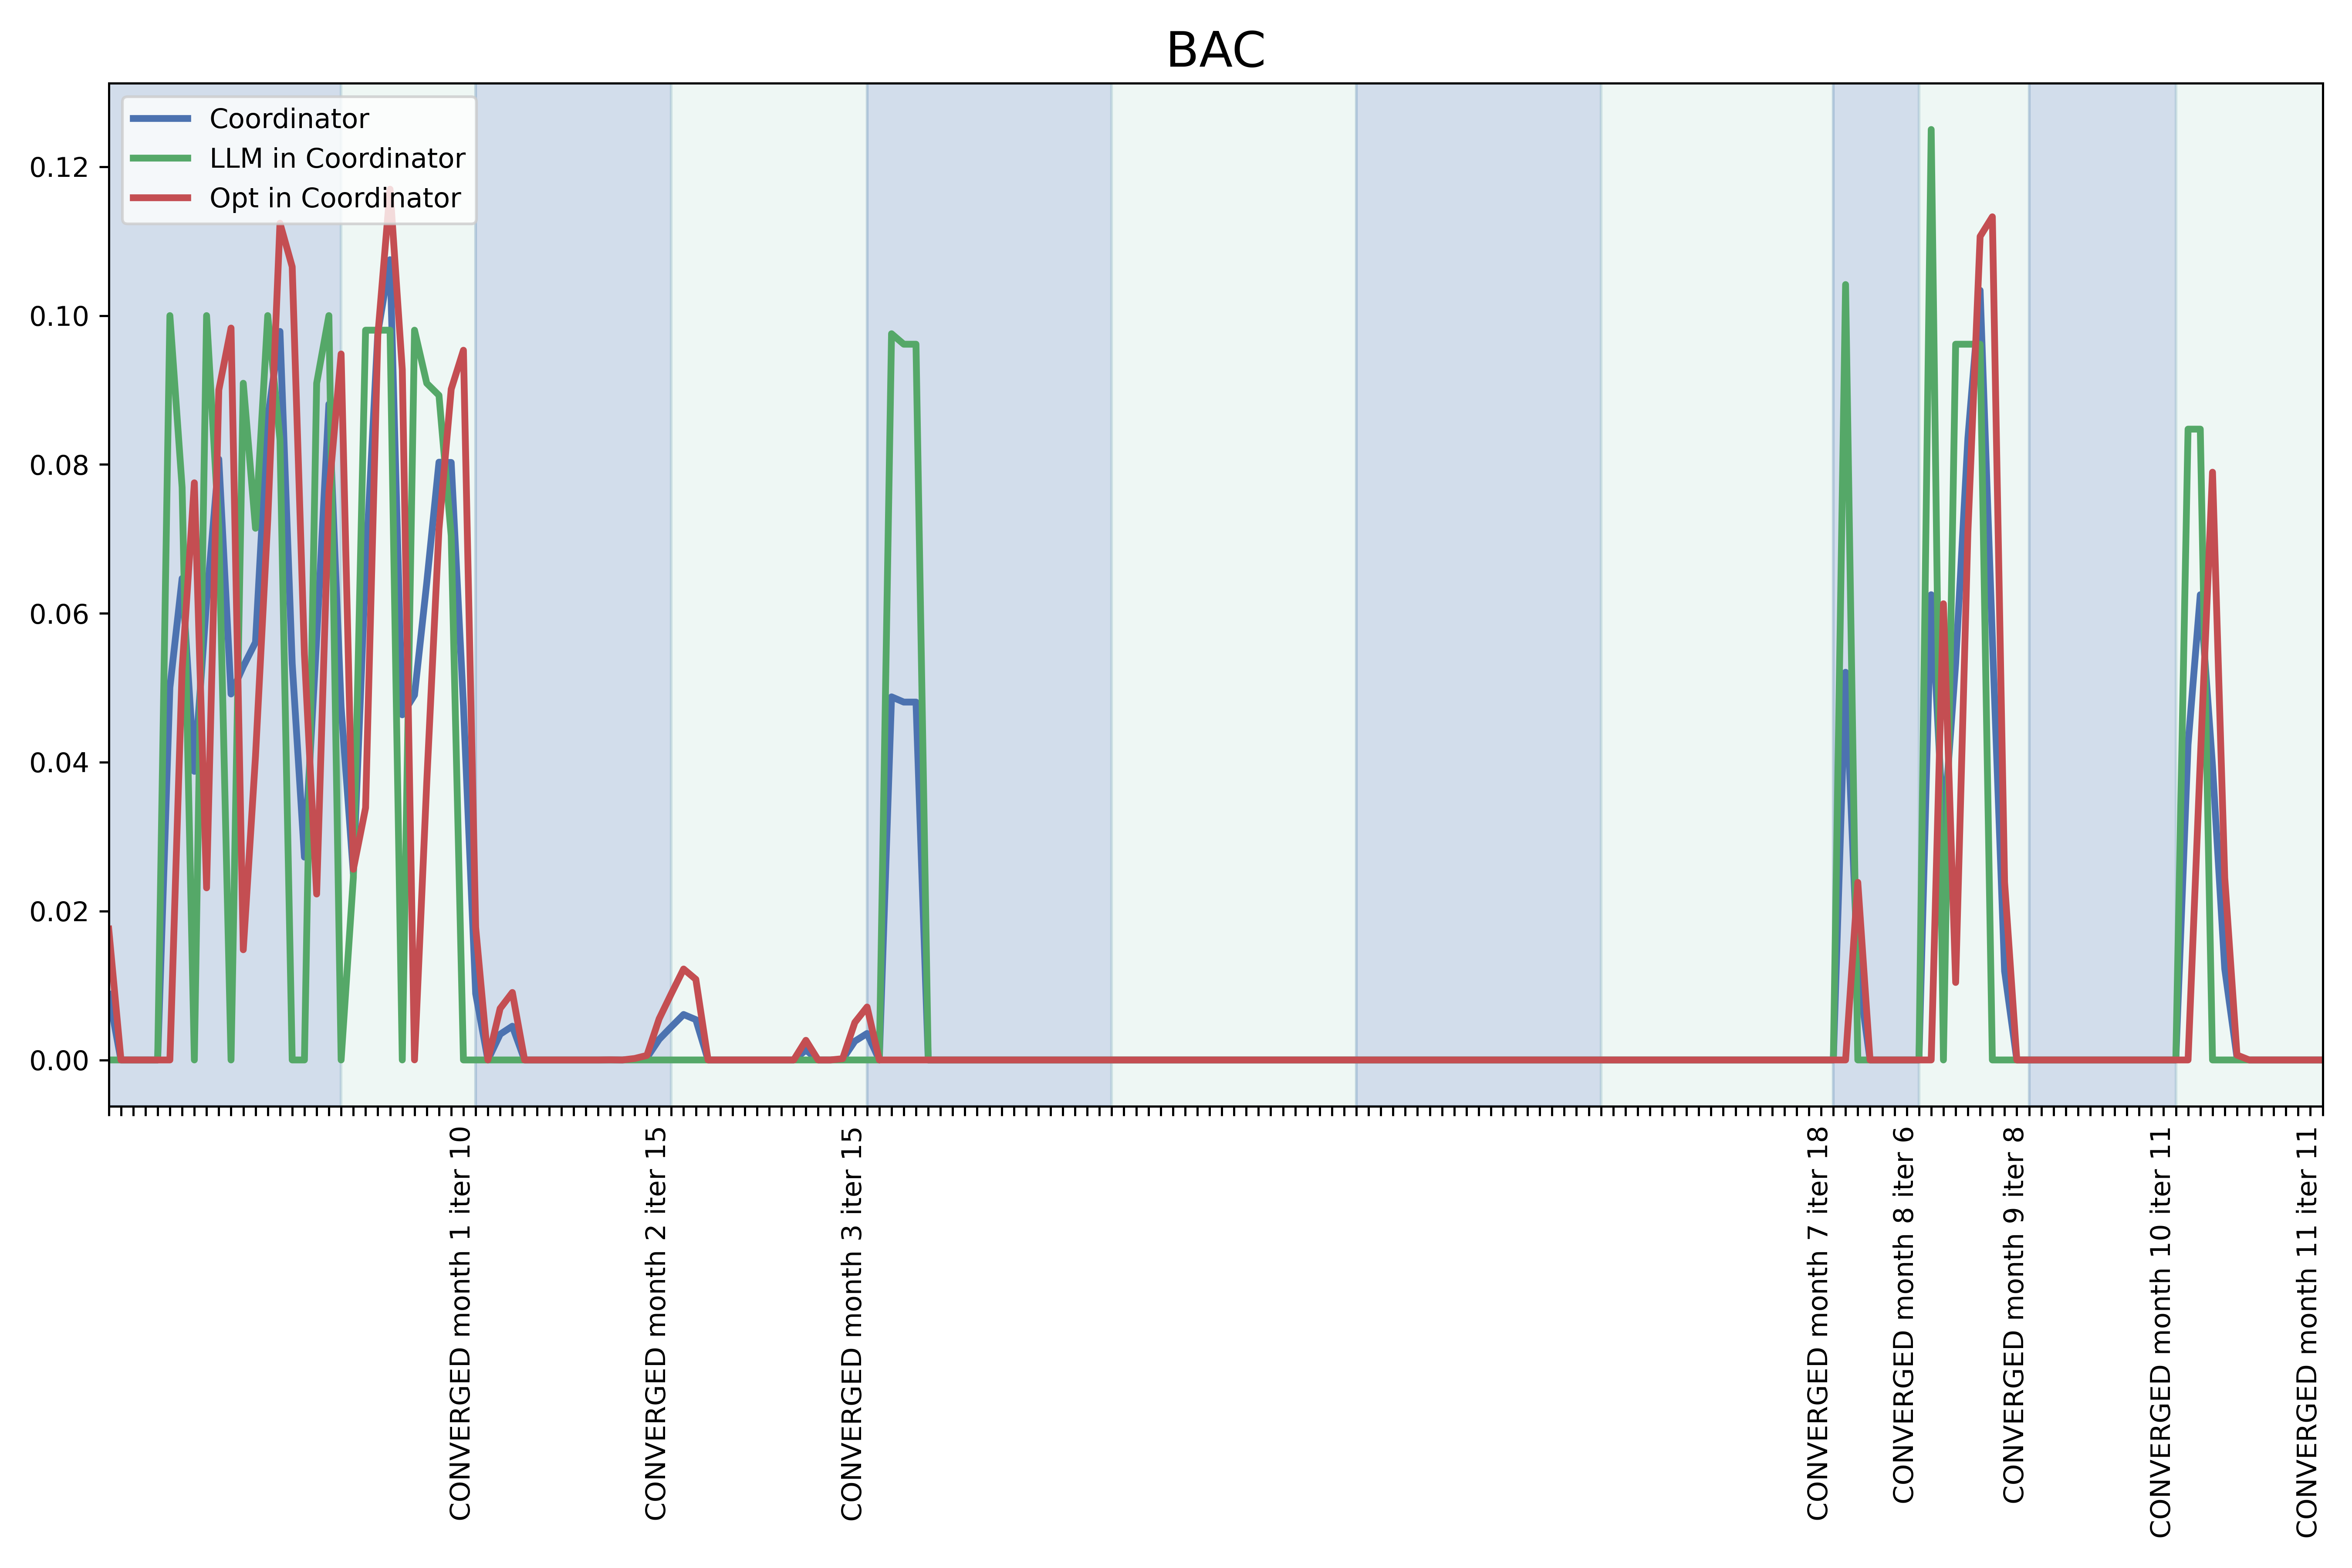 BAC
Coordinator
LLM in Coordinator
Opt in Coordinator
0.12
0.10
0.08
0.06
0.04
0.02
0.00
CONVERGED month 1 iter 10
CONVERGED month 2 iter 15
CONVERGED month 3 iter 15
CONVERGED month 7 iter 18
CONVERGED month 8 iter 6
CONVERGED month 9 iter 8
CONVERGED month 10 iter 11
CONVERGED month 11 iter 11